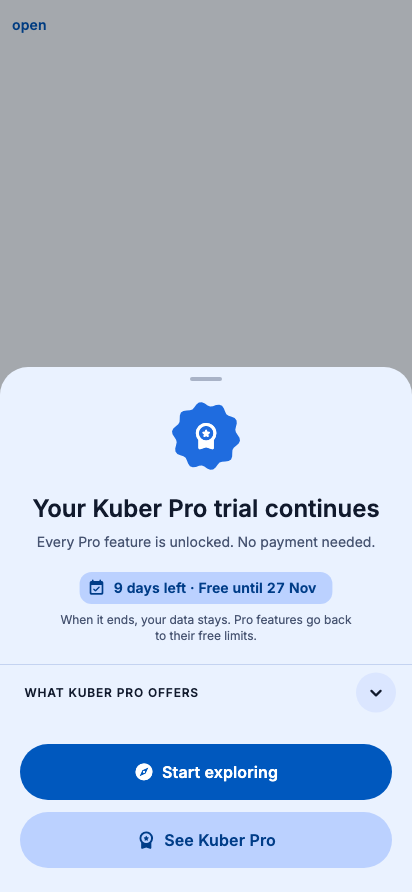 open
Your Kuber Pro trial continues
Every Pro feature is unlocked. No payment needed.
9 days left · Free until 27 Nov
When it ends, your data stays. Pro features go back
to their free limits.
WHAT KUBER PRO OFFERS
Start exploring
See Kuber Pro